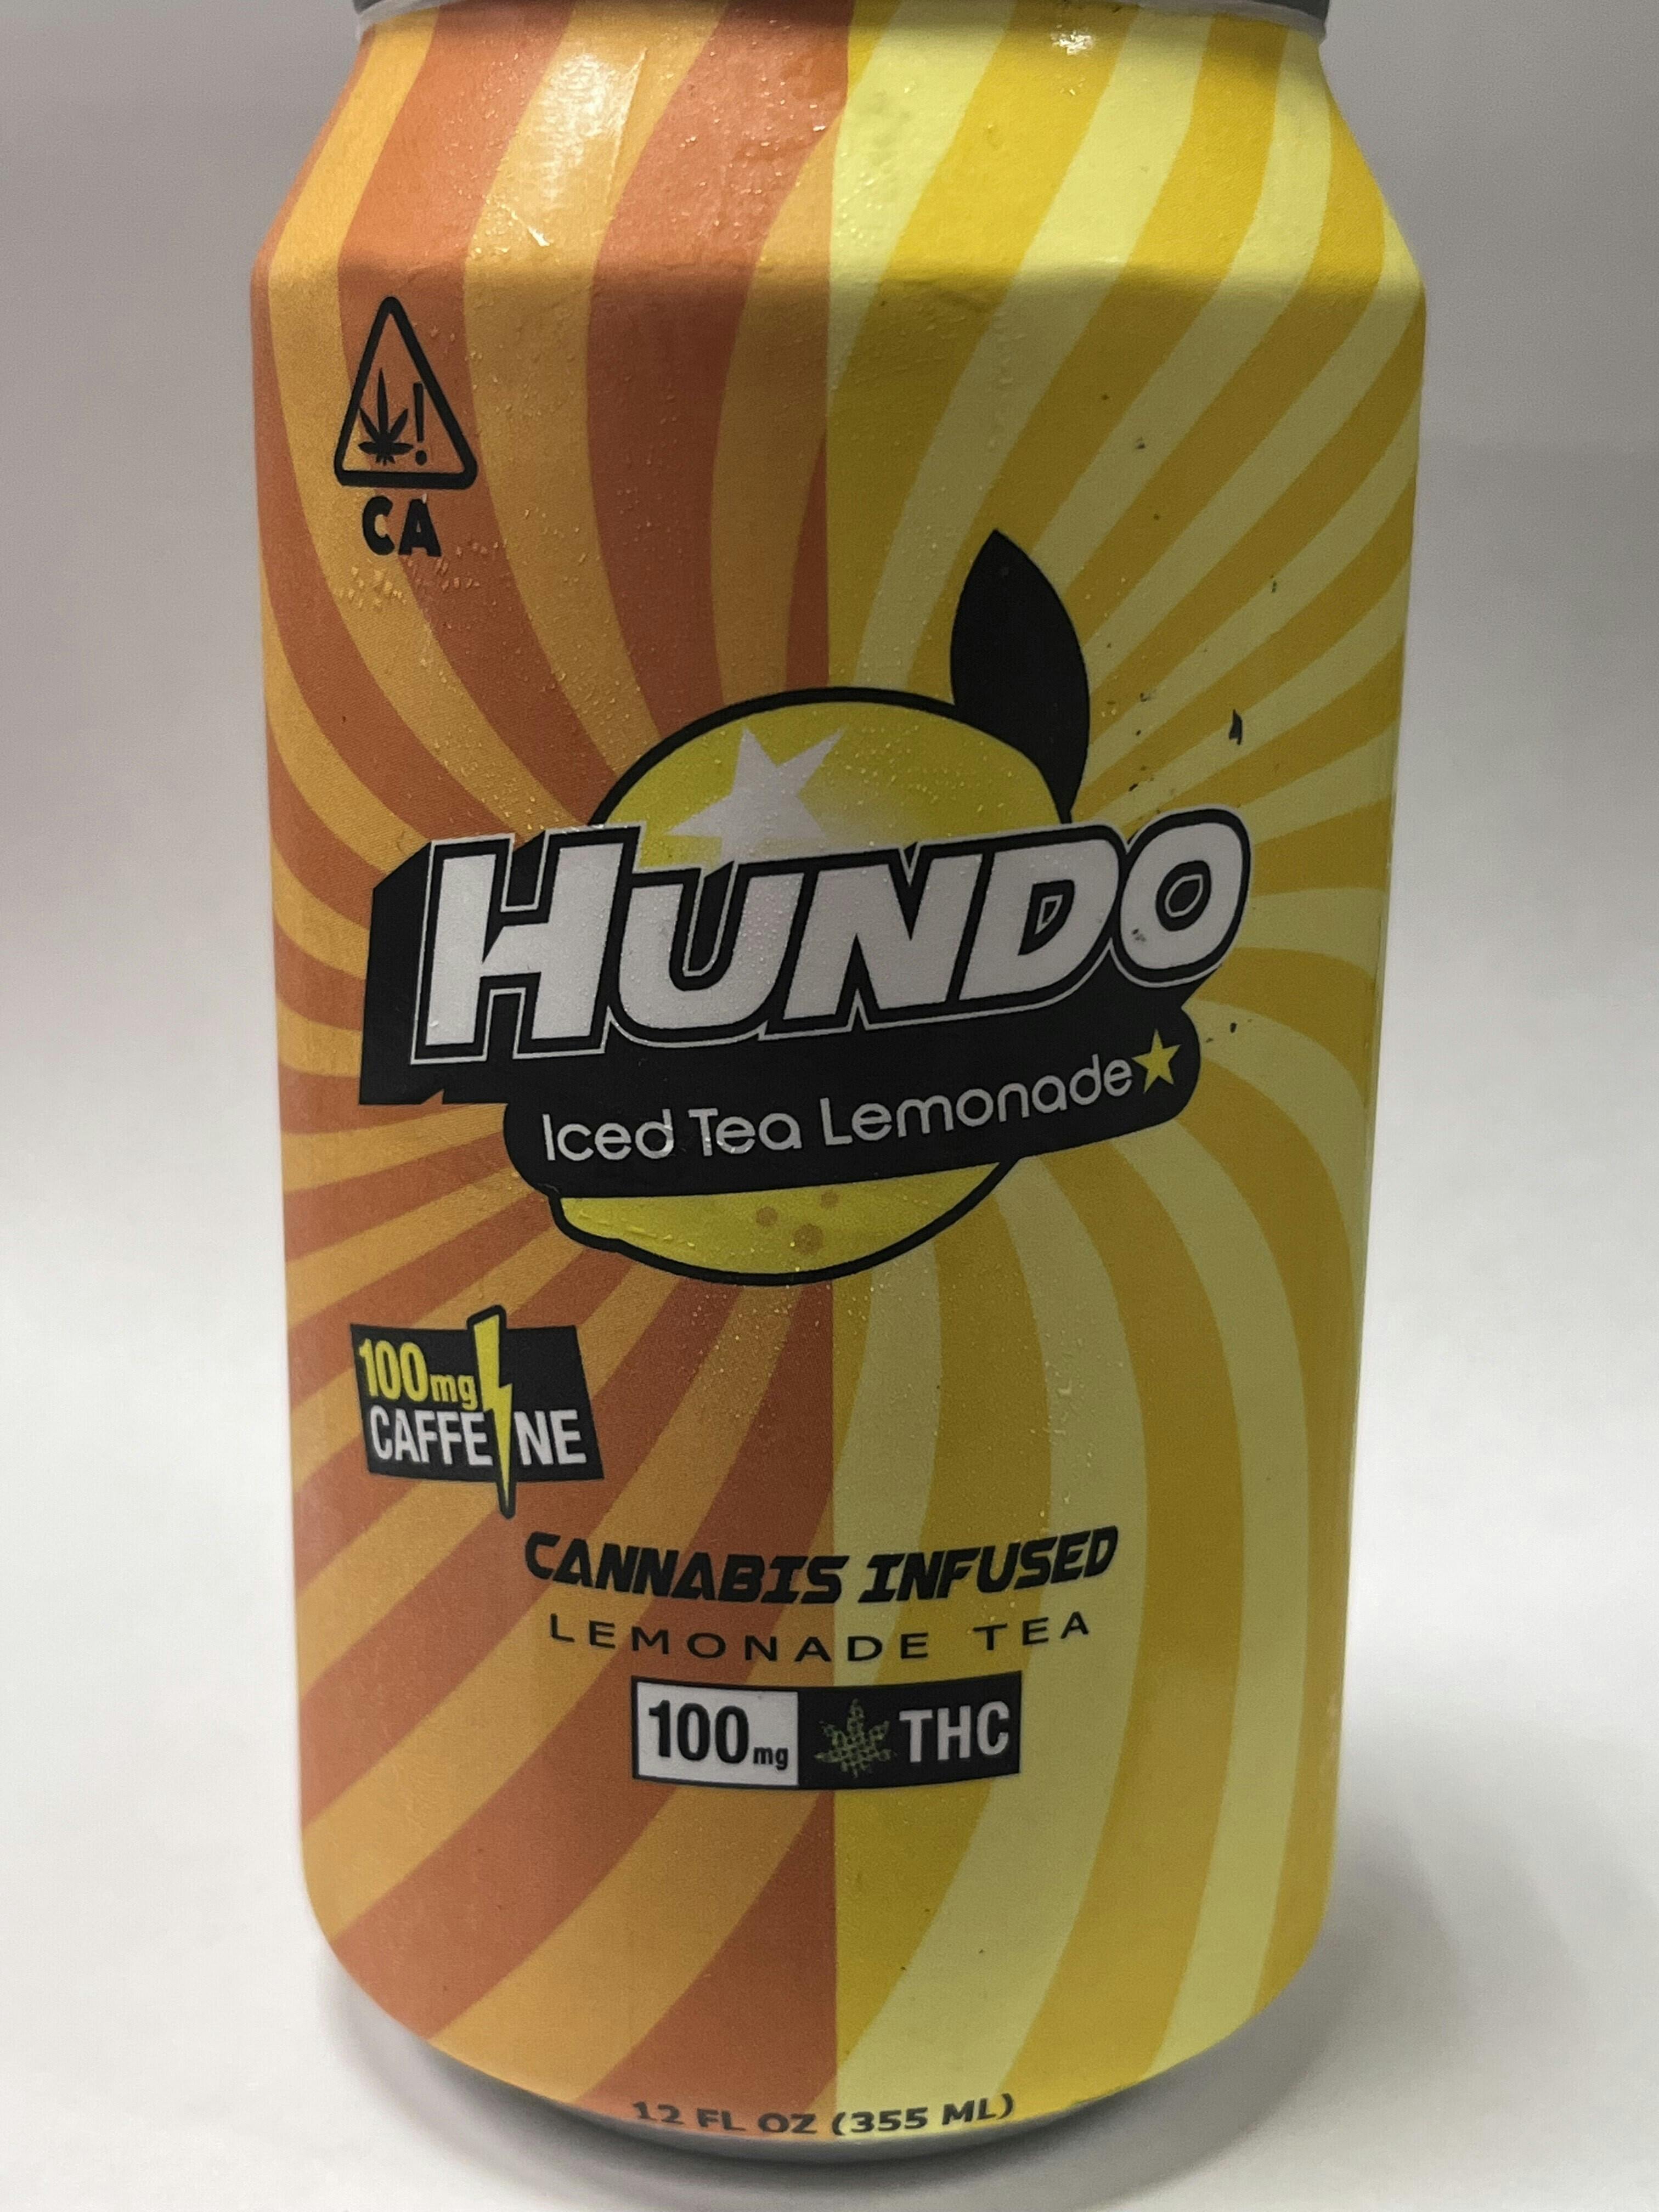 CA
HUNDO
Iced Tea Lemonade
100mg
CAFFEINE
CANNABIS INFUSED
LEMONADE TEA
100mg THC
12 FL OZ (355 ML)